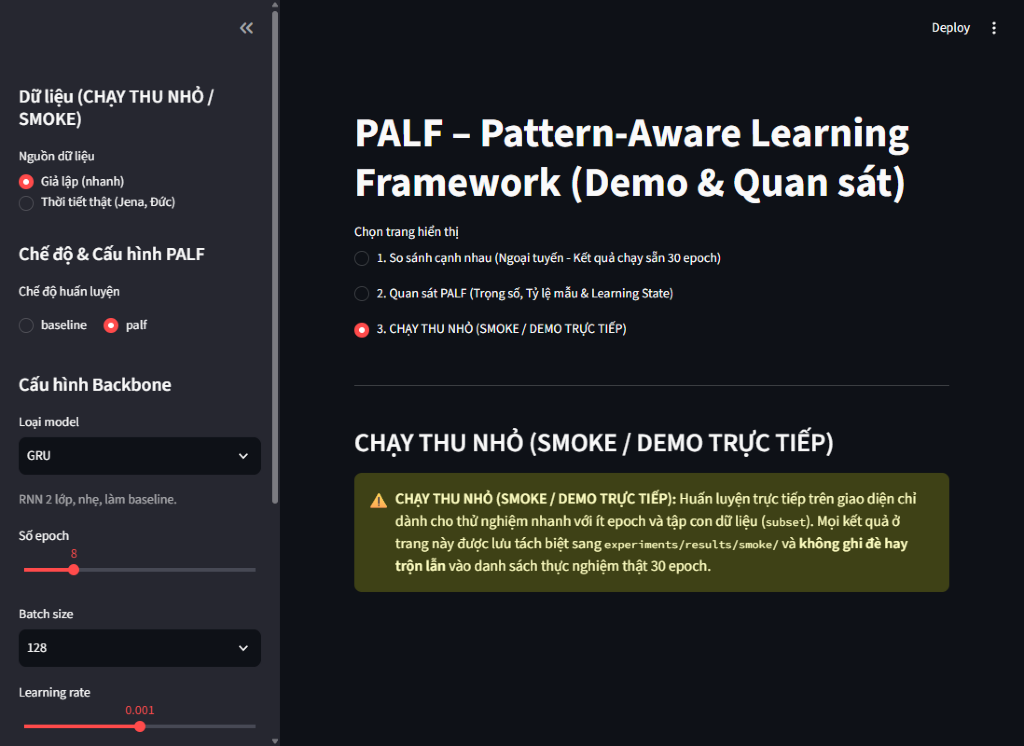 Dữ liệu (CHẠY THU NHỎ /
SMOKE)
Nguồn dữ liệu
Giả lập (nhanh)
Thời tiết thật (Jena, Đức)
Chế độ & Cấu hình PALF
Chế độ huấn luyện
baseline
palf
Cấu hình Backbone
Loại model
GRU
RNN 2 lớp, nhẹ, làm baseline.
Số epoch
8
Batch size
128
Learning rate
0.001
Deploy
PALF – Pattern-Aware Learning
Framework (Demo & Quan sát)
Chọn trang hiển thị
1. So sánh cạnh nhau (Ngoại tuyến - Kết quả chạy sẵn 30 epoch)
2. Quan sát PALF (Trọng số, Tỷ lệ mẫu & Learning State)
3. CHẠY THU NHỎ (SMOKE / DEMO TRỰC TIẾP)
CHẠY THU NHỎ (SMOKE / DEMO TRỰC TIẾP)
CHẠY THU NHỎ (SMOKE / DEMO TRỰC TIẾP): Huấn luyện trực tiếp trên giao diện chỉ
dành cho thử nghiệm nhanh với ít epoch và tập con dữ liệu (subset). Mọi kết quả ở
trang này được lưu tách biệt sang experiments/results/smoke/ và không ghi đè hay
trộn lẫn vào danh sách thực nghiệm thật 30 epoch.